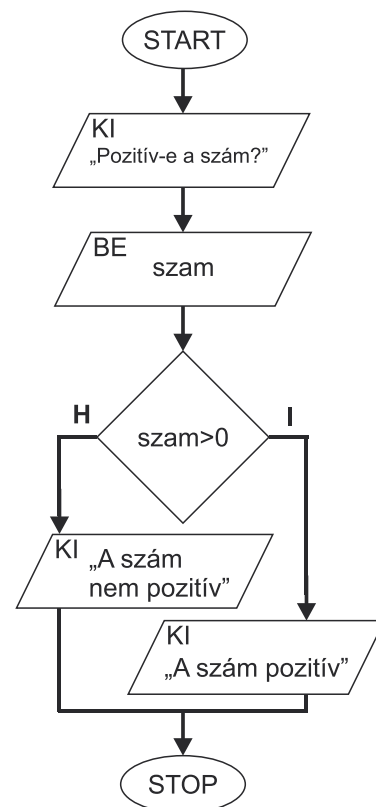 START
KI
„Pozitív-e a szám?”
BE
szam
H
I
szam>0
KI „A szám
nem pozitív”
KI
„A szám pozitív”
STOP